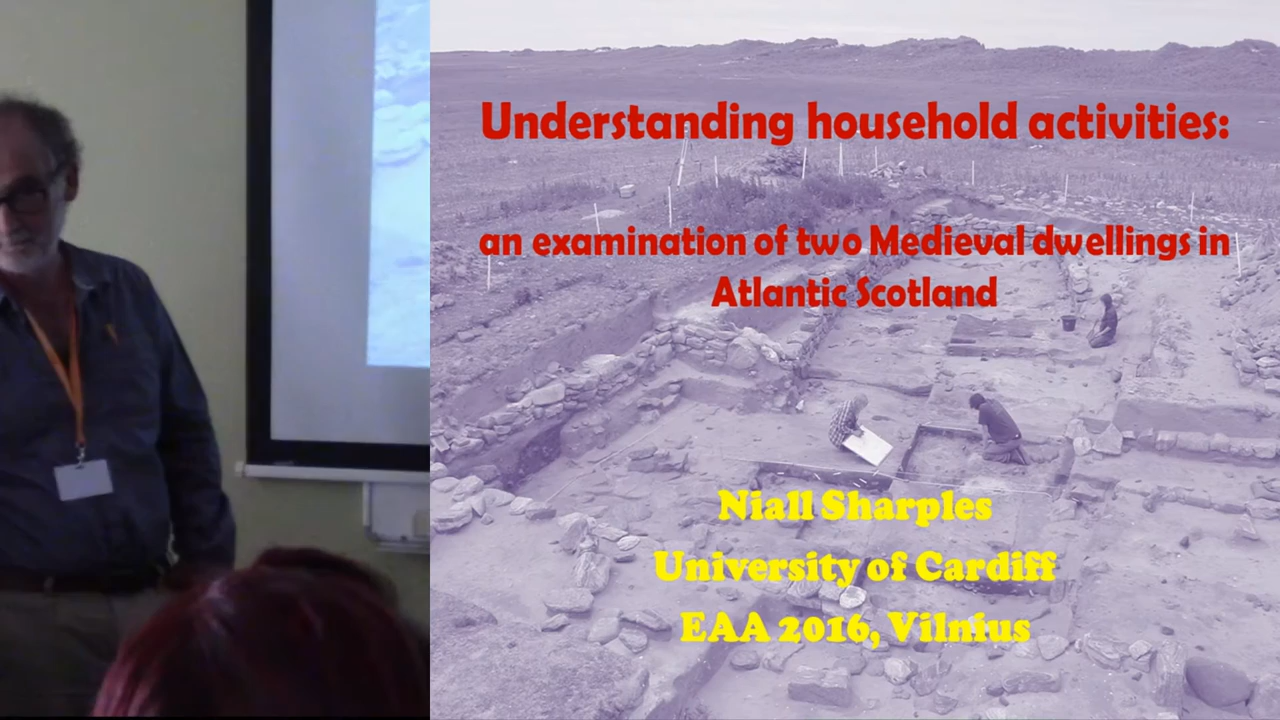 Understanding household activities:
an examination of two Medieval dwellings in
Atlantic Scotland
Niall Sharples
University of Cardiff
EAA 2016, Vilnius